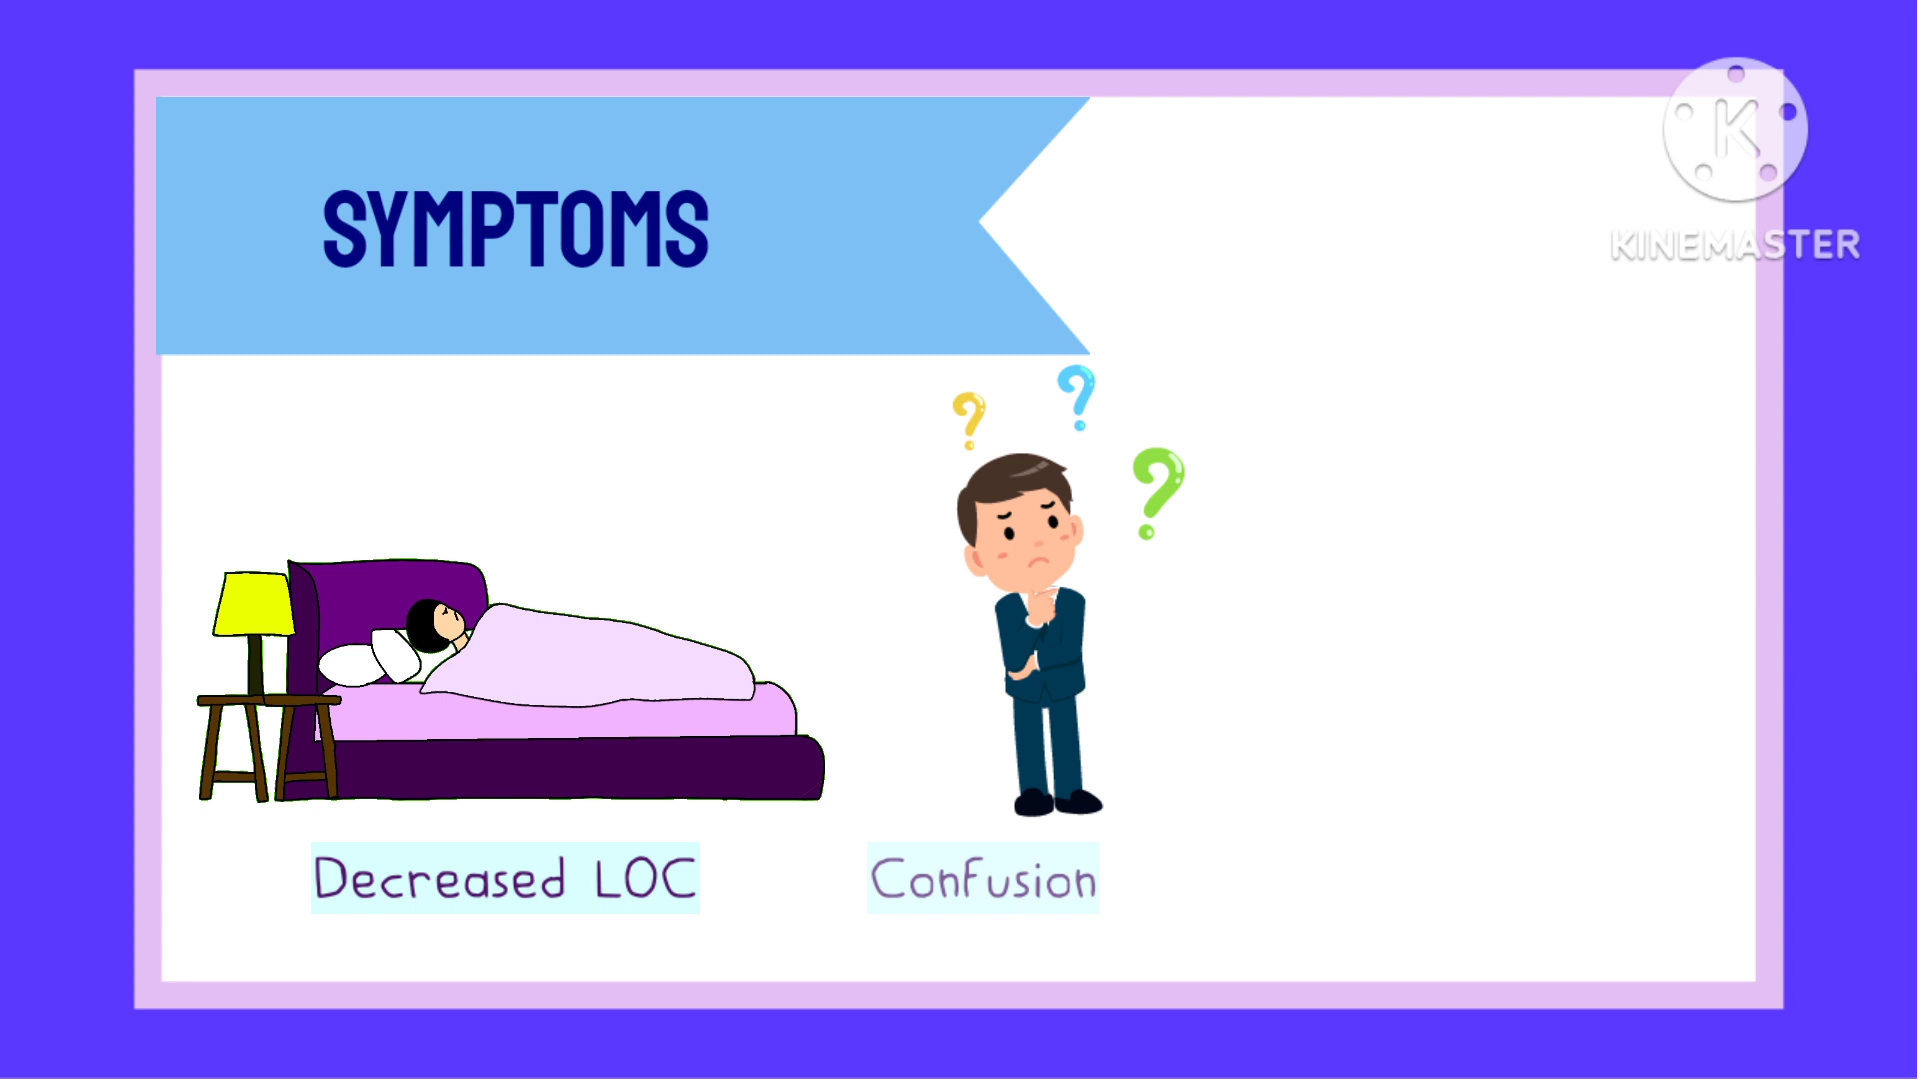 SYMPTOMS
K
KINEMASTER
? ? ?
Decreased LOC
Confusion